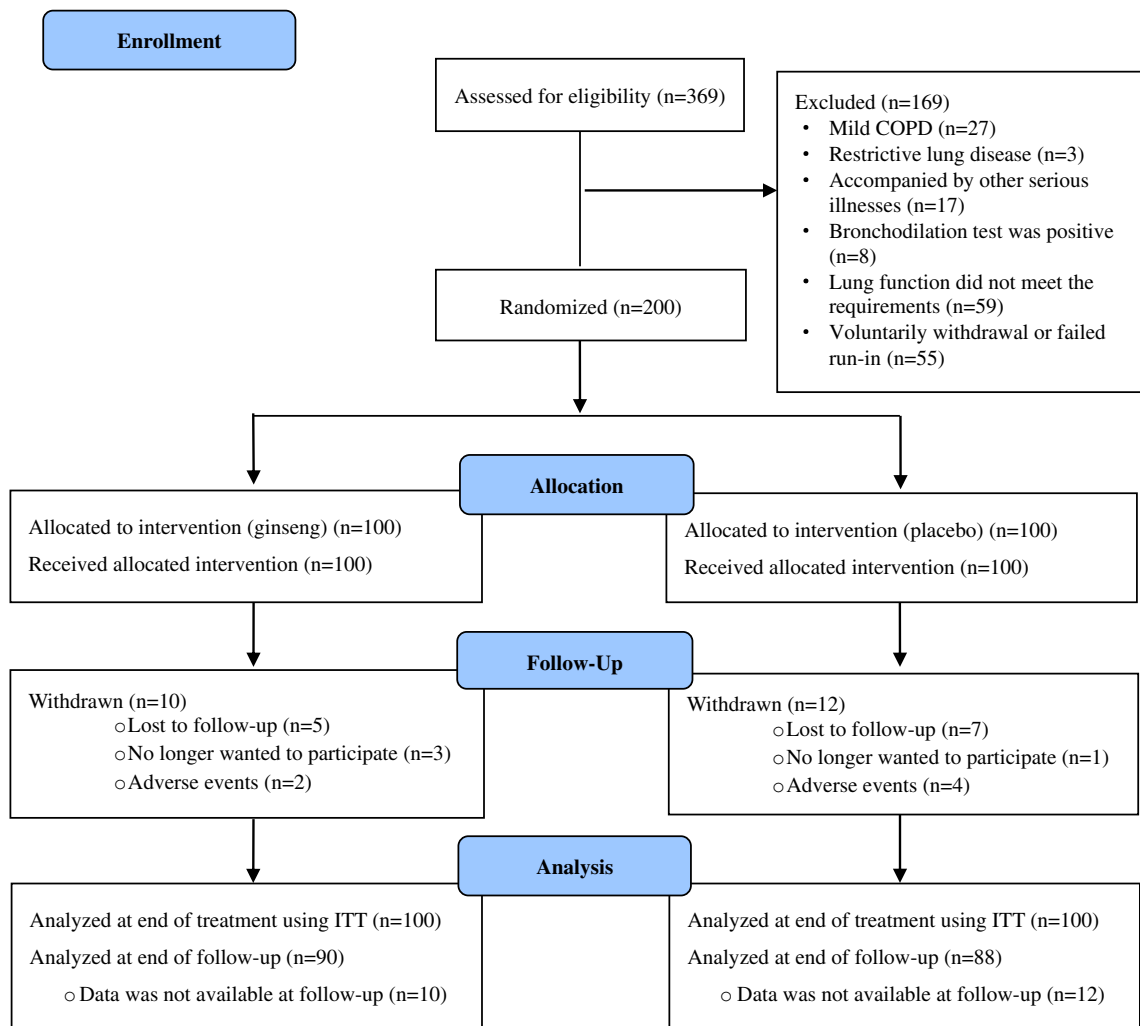 Enrollment
Assessed for eligibility (n=369)
Excluded (n=169)
• Mild COPD (n=27)
• Restrictive lung disease (n=3)
• Accompanied by other serious
illnesses (n=17)
• Bronchodilation test was positive
(n=8)
• Lung function did not meet the
requirements (n=59)
• Voluntarily withdrawal or failed
run-in (n=55)
Randomized (n=200)
Allocation
Allocated to intervention (ginseng) (n=100)
Received allocated intervention (n=100)
Allocated to intervention (placebo) (n=100)
Received allocated intervention (n=100)
Follow-Up
Withdrawn (n=10)
○ Lost to follow-up (n=5)
○ No longer wanted to participate (n=3)
○ Adverse events (n=2)
Withdrawn (n=12)
○ Lost to follow-up (n=7)
○ No longer wanted to participate (n=1)
○ Adverse events (n=4)
Analysis
Analyzed at end of treatment using ITT (n=100)
Analyzed at end of follow-up (n=90)
○ Data was not available at follow-up (n=10)
Analyzed at end of treatment using ITT (n=100)
Analyzed at end of follow-up (n=88)
○ Data was not available at follow-up (n=12)